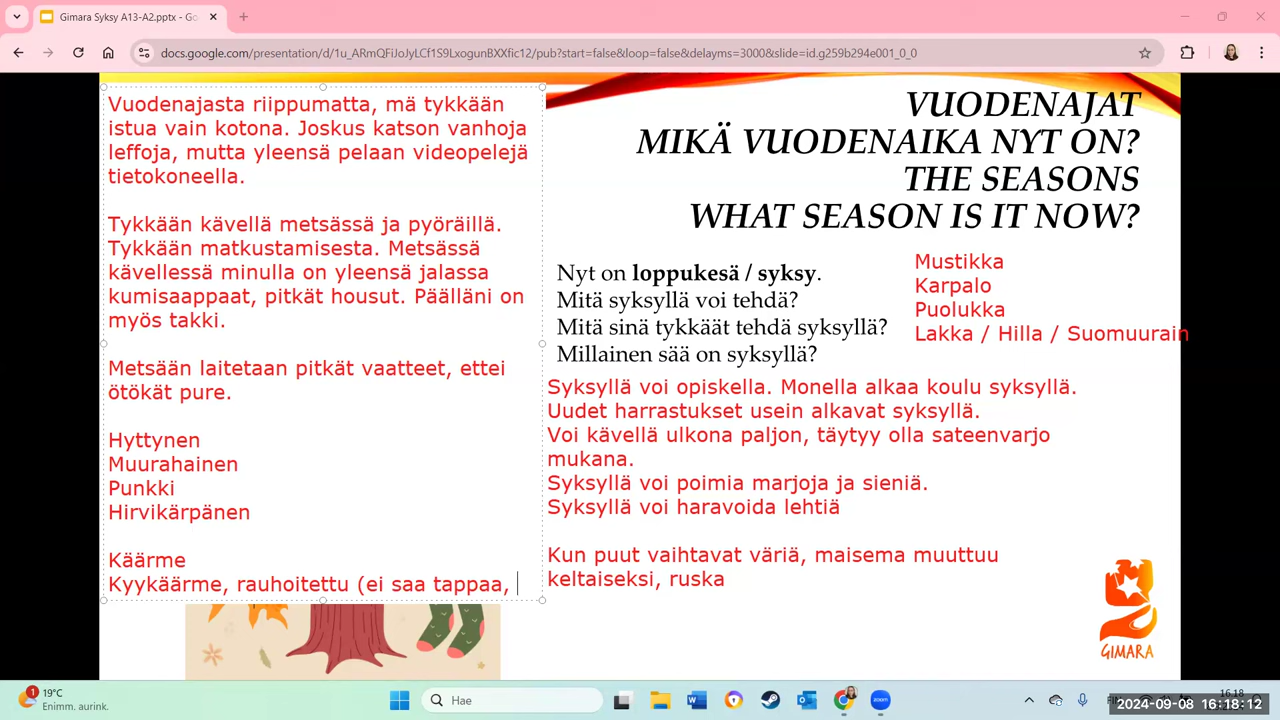 Gimara Syksy A13-A2.pptx - Go
docs.google.com/presentation/d/1u_ARmQFiJoJyLCf1S9LxogunBXXfic12/pub?start=false&loop=false&delayms=3000&slide=id.g259b294e001_0_0
Vuodenajasta riippumatta, mä tykkään
istua vain kotona. Joskus katson vanhoja
leffoja, mutta yleensä pelaan videopelejä
tietokoneella.
Tykkään kävellä metsässä ja pyöräillä.
Tykkään matkustamisesta. Metsässä
kävellessä minulla on yleensä jalassa
kumisaappaat, pitkät housut. Päälläni on
myös takki.
Metsään laitetaan pitkät vaatteet, ettei
ötökät pure.
Hyttynen
Muurahainen
Punkki
Hirvikärpänen
Käärme
Kyykäärme, rauhoitettu (ei saa tappaa,
VUODENAJAT
MIKÄ VUODENAIKA NYT ON?
THE SEASONS
WHAT SEASON IS IT NOW?
Nyt on loppukesä / syksy.
Mitä syksyllä voi tehdä?
Mitä sinä tykkäät tehdä syksyllä?
Millainen sää on syksyllä?
Mustikka
Karpalo
Puolukka
Lakka / Hilla / Suomuurain
Syksyllä voi opiskella. Monella alkaa koulu syksyllä.
Uudet harrastukset usein alkavat syksyllä.
Voi kävellä ulkona paljon, täytyy olla sateenvarjo
mukana.
Syksyllä voi poimia marjoja ja sieniä.
Syksyllä voi haravoida lehtiä
Kun puut vaihtavat väriä, maisema muuttuu
keltaiseksi, ruska
GIMARA
1
19°C
Enimm. aurink.
Hae
16.18
2024-09-08 16:18:12